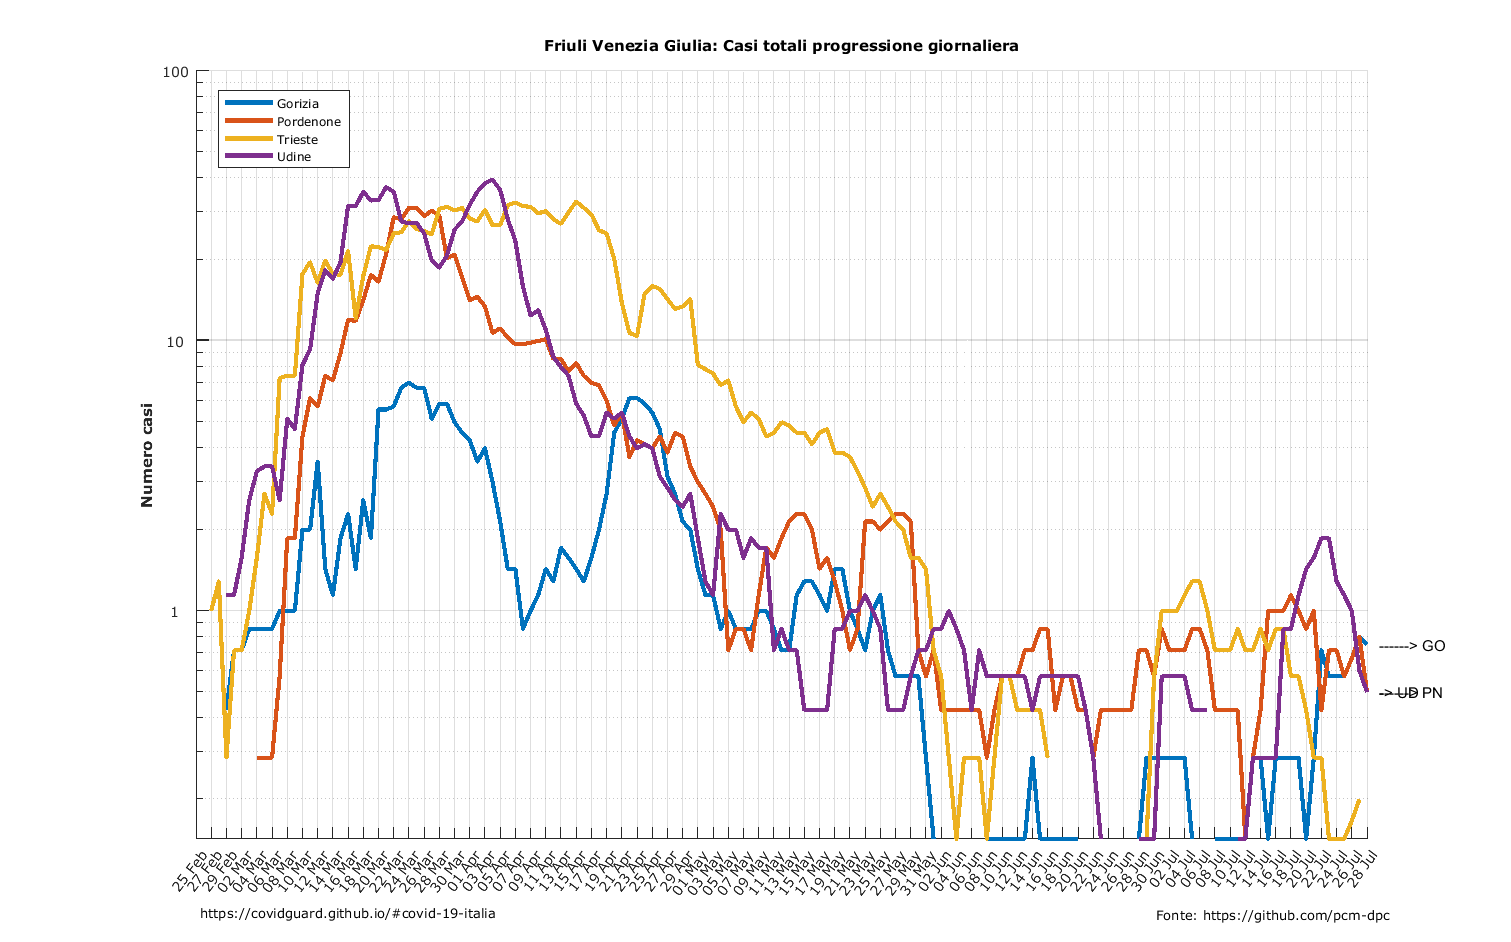 Friuli Venezia Giulia: Casi totali progressione giornaliera
100
Gorizia
Pordenone
Trieste
Udine
10
Numero casi
1
------> GO
-> UD PN
25 Feb
27 Feb
29 Feb
02 Mar
04 Mar
06 Mar
08 Mar
10 Mar
12 Mar
14 Mar
16 Mar
18 Mar
20 Mar
22 Mar
24 Mar
26 Mar
28 Mar
30 Mar
01 Apr
03 Apr
05 Apr
07 Apr
09 Apr
11 Apr
13 Apr
15 Apr
17 Apr
19 Apr
21 Apr
23 Apr
25 Apr
27 Apr
29 Apr
01 May
03 May
05 May
07 May
09 May
11 May
13 May
15 May
17 May
19 May
21 May
23 May
25 May
27 May
29 May
31 May
02 Jun
04 Jun
06 Jun
08 Jun
10 Jun
12 Jun
14 Jun
16 Jun
18 Jun
20 Jun
22 Jun
24 Jun
26 Jun
28 Jun
30 Jun
02 Jul
04 Jul
06 Jul
08 Jul
10 Jul
12 Jul
14 Jul
16 Jul
18 Jul
20 Jul
22 Jul
24 Jul
26 Jul
28 Jul
https://covidguard.github.io/#covid-19-italia
Fonte: https://github.com/pcm-dpc